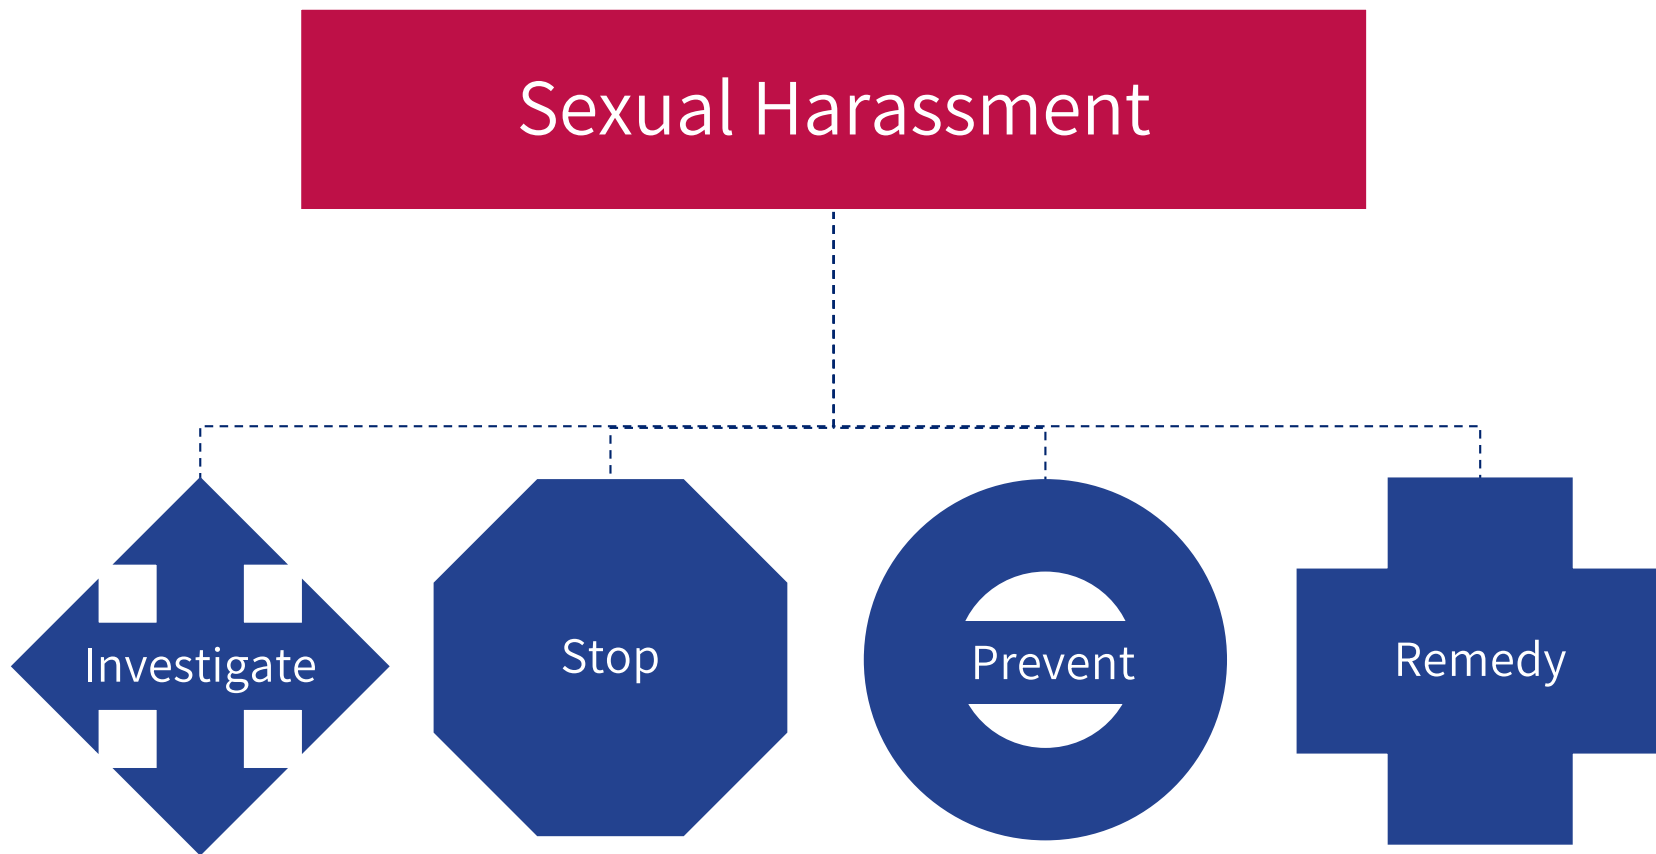 Sexual Harassment
Investigate
Stop
Prevent
Remedy